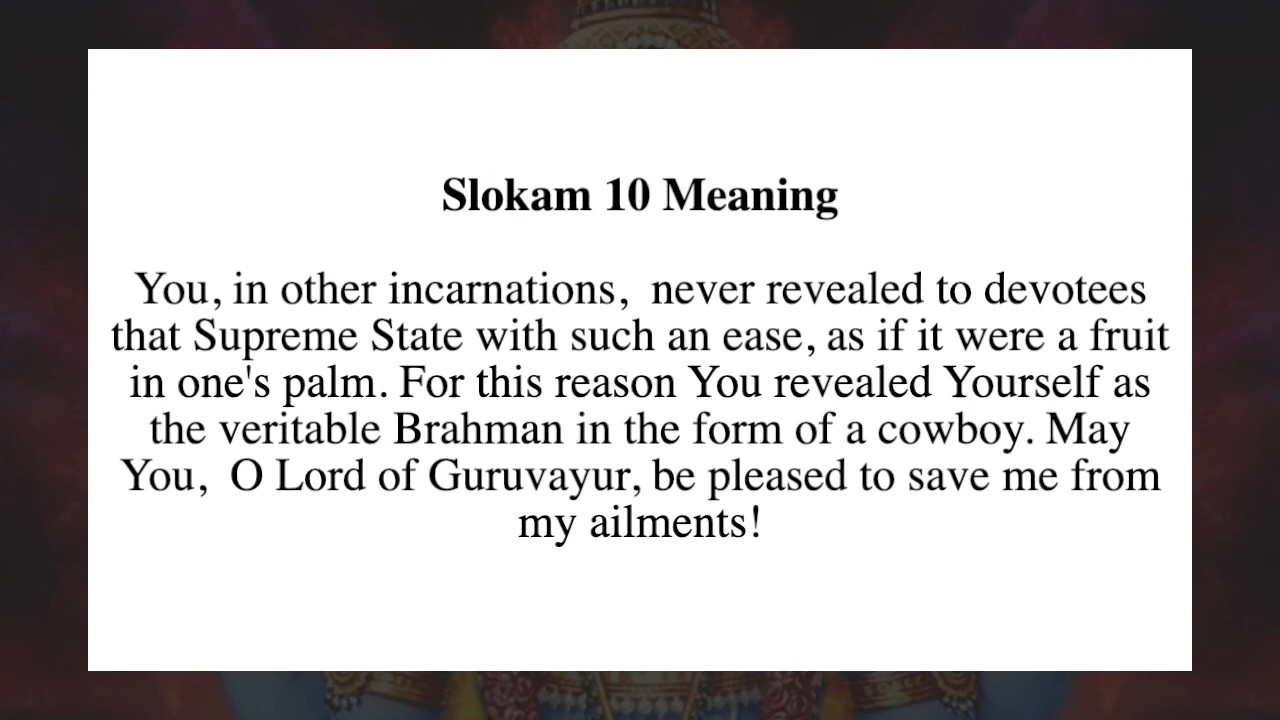 Slokam 10 Meaning
You, in other incarnations,  never revealed to devotees
that Supreme State with such an ease, as if it were a fruit
in one's palm. For this reason You revealed Yourself as
the veritable Brahman in the form of a cowboy. May
You,  O Lord of Guruvayur, be pleased to save me from
my ailments!